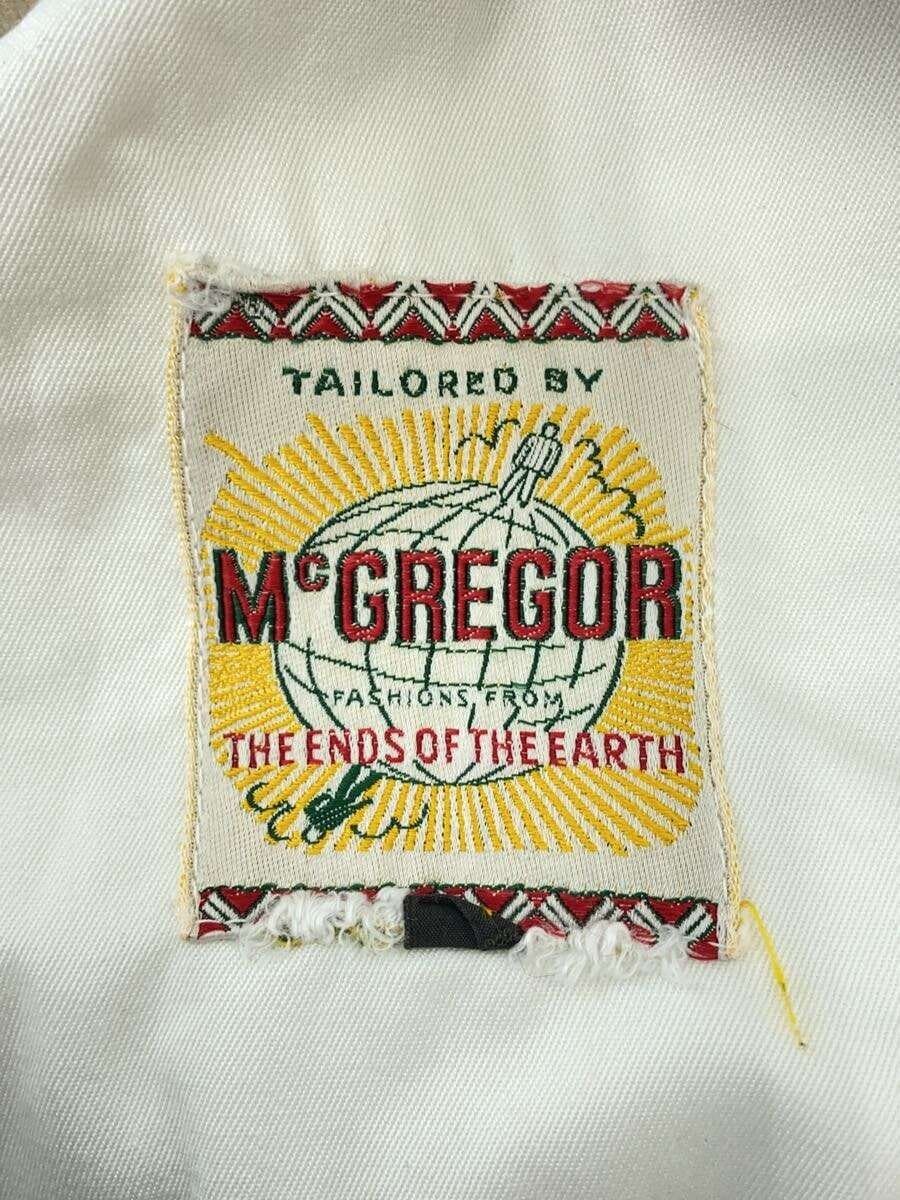 TAILORED BY
McGREGOR
FASHIONS FROM
THE ENDS OF THE EARTH